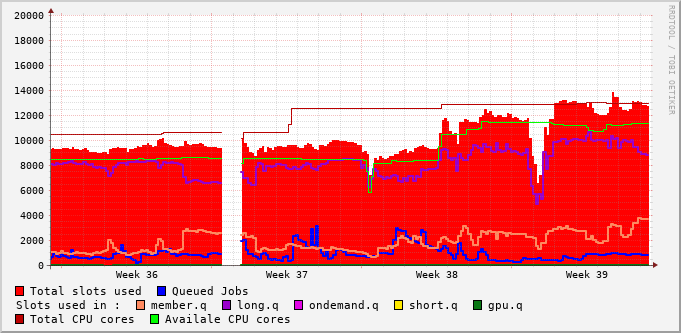 20000
18000
16000
14000
12000
10000
8000
6000
4000
2000
0
Week 36 Week 37 Week 38 Week 39
RRDTOOL / TOBI OETIKER
Total slots used Queued Jobs
Slots used in : member.q long.q ondemand.q short.q gpu.q
Total CPU cores Availale CPU cores